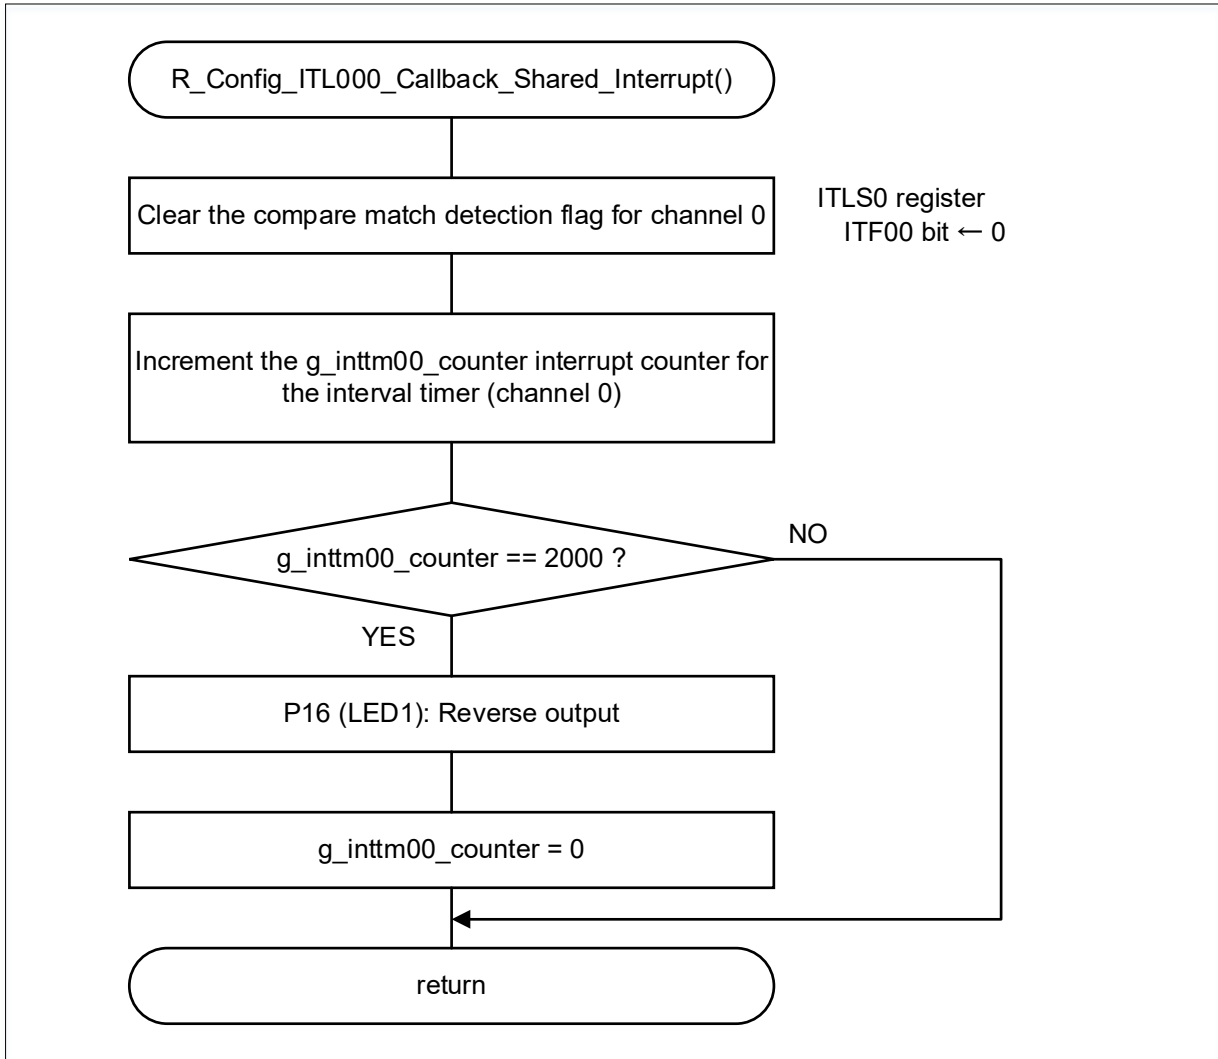 R_Config_ITL000_Callback_Shared_Interrupt()
Clear the compare match detection flag for channel 0
ITLS0 register
ITF00 bit ← 0
Increment the g_inttm00_counter interrupt counter for
the interval timer (channel 0)
g_inttm00_counter == 2000 ?
NO
YES
P16 (LED1): Reverse output
g_inttm00_counter = 0
return